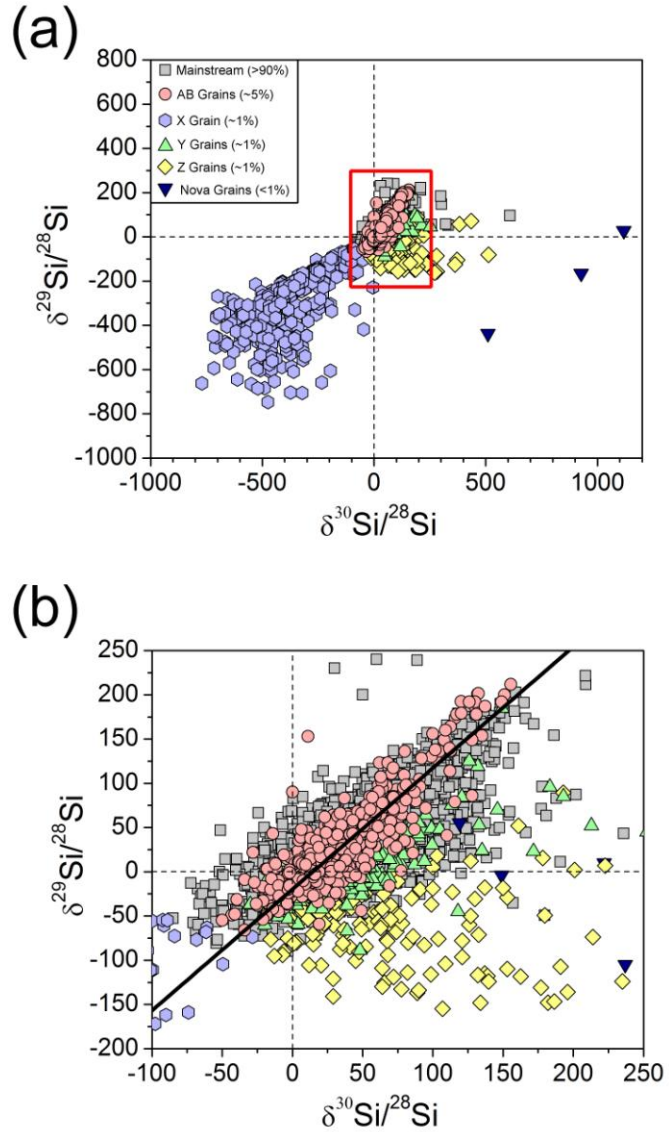 (a)
800
600
400
200
0
-200
-400
-600
-800
-1000
δ²⁹Si/²⁸Si
Mainstream (>90%)
AB Grains (~5%)
X Grain (~1%)
Y Grains (~1%)
Z Grains (~1%)
Nova Grains (<1%)
-1000 -500 0 500 1000
δ³⁰Si/²⁸Si
(b)
250
200
150
100
50
0
-50
-100
-150
-200
δ²⁹Si/²⁸Si
-100 -50 0 50 100 150 200 250
δ³⁰Si/²⁸Si